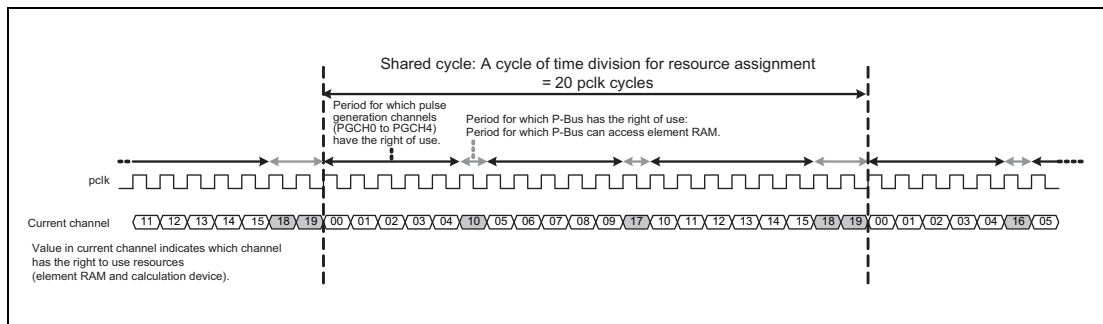 Shared cycle: A cycle of time division for resource assignment
= 20 pclk cycles
Period for which pulse
generation channels
(PGCH0 to PGCH4)
have the right of use.
Period for which P-Bus has the right of use:
Period for which P-Bus can access element RAM.
pclk
Current channel 11 12 13 14 15 18 19 00 01 02 03 04 10 05 06 07 08 09 17 10 11 12 13 14 15 18 19 00 01 02 03 04 16 05
Value in current channel indicates which channel
has the right to use resources
(element RAM and calculation device).